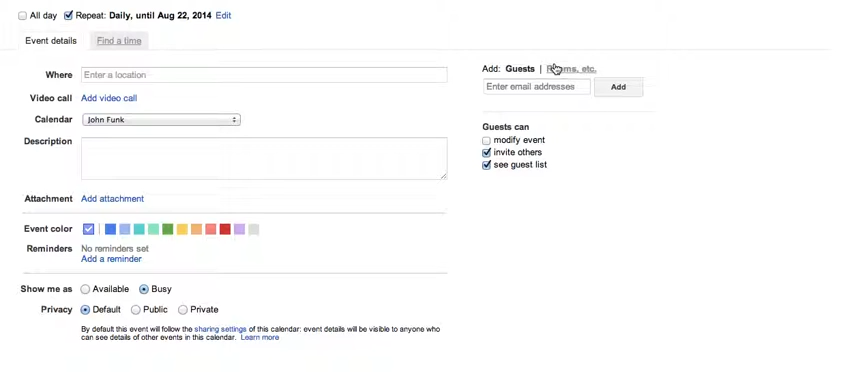 All day Repeat: Daily, until Aug 22, 2014 Edit
Event details Find a time
Where Enter a location
Video call Add video call
Calendar John Funk
Description
Attachment Add attachment
Event color
Reminders No reminders set
Add a reminder
Show me as Available Busy
Privacy Default Public Private
By default this event will follow the sharing settings of this calendar: event details will be visible to anyone who
can see details of other events in this calendar. Learn more
Add: Guests | Rooms, etc.
Enter email addresses Add
Guests can
modify event
invite others
see guest list